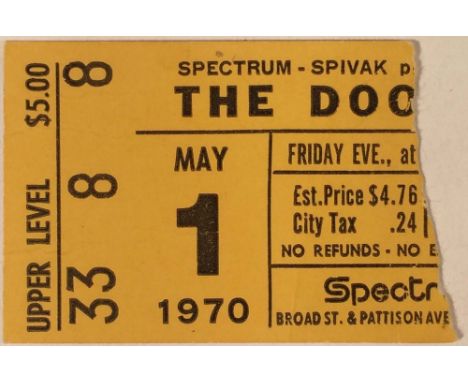 UPPER LEVEL $5.00
33 8 8
SPECTRUM - SPIVAK p
THE DOO
MAY
1
1970
FRIDAY EVE., at
Est. Price $4.76
City Tax .24
NO REFUNDS - NO E
Spectr
BROAD ST. & PATTISON AVE